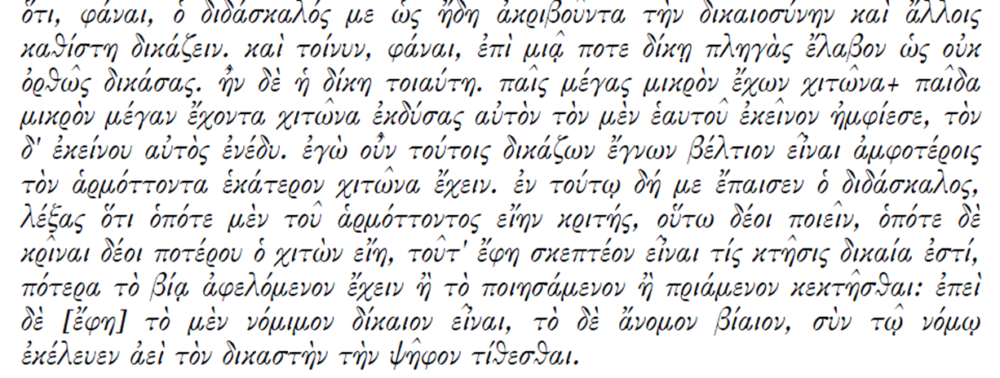 ὅτι, φάναι, ὁ διδάσκαλός με ὡς ἤδη ἀκριβοῦντα τὴν δικαιοσύνην καὶ ἄλλοις
καθίστη δικάζειν. καὶ τοίνυν, φάναι, ἐπὶ μιᾷ ποτε δίκῃ πληγὰς ἔλαβον ὡς οὐκ
ὀρθῶς δικάσας. ἦν δὲ ἡ δίκη τοιαύτη. παῖς μέγας μικρὸν ἔχων χιτῶνα+ παῖδα
μικρὸν μέγαν ἔχοντα χιτῶνα ἐκδύσας αὐτὸν τὸν μὲν ἑαυτοῦ ἐκεῖνον ἠμφίεσε, τὸν
δ' ἐκείνου αὐτὸς ἐνέδυ. ἐγὼ οὖν τούτοις δικάζων ἔγνων βέλτιον εἶναι ἀμφοτέροις
τὸν ἁρμόττοντα ἑκάτερον χιτῶνα ἔχειν. ἐν τούτῳ δή με ἔπαισεν ὁ διδάσκαλος,
λέξας ὅτι ὁπότε μὲν τοῦ ἁρμόττοντος εἴην κριτής, οὕτω δέοι ποιεῖν, ὁπότε δὲ
κρῖναι δέοι ποτέρου ὁ χιτὼν εἴη, τοῦτ' ἔφη σκεπτέον εἶναι τίς κτῆσις δικαία ἐστί,
πότερα τὸ βίᾳ ἀφελόμενον ἔχειν ἢ τὸ ποιησάμενον ἢ πριάμενον κεκτῆσθαι: ἐπεὶ
δὲ [ἔφη] τὸ μὲν νόμιμον δίκαιον εἶναι, τὸ δὲ ἄνομον βίαιον, σὺν τῷ νόμῳ
ἐκέλευεν ἀεὶ τὸν δικαστὴν τὴν ψῆφον τίθεσθαι.